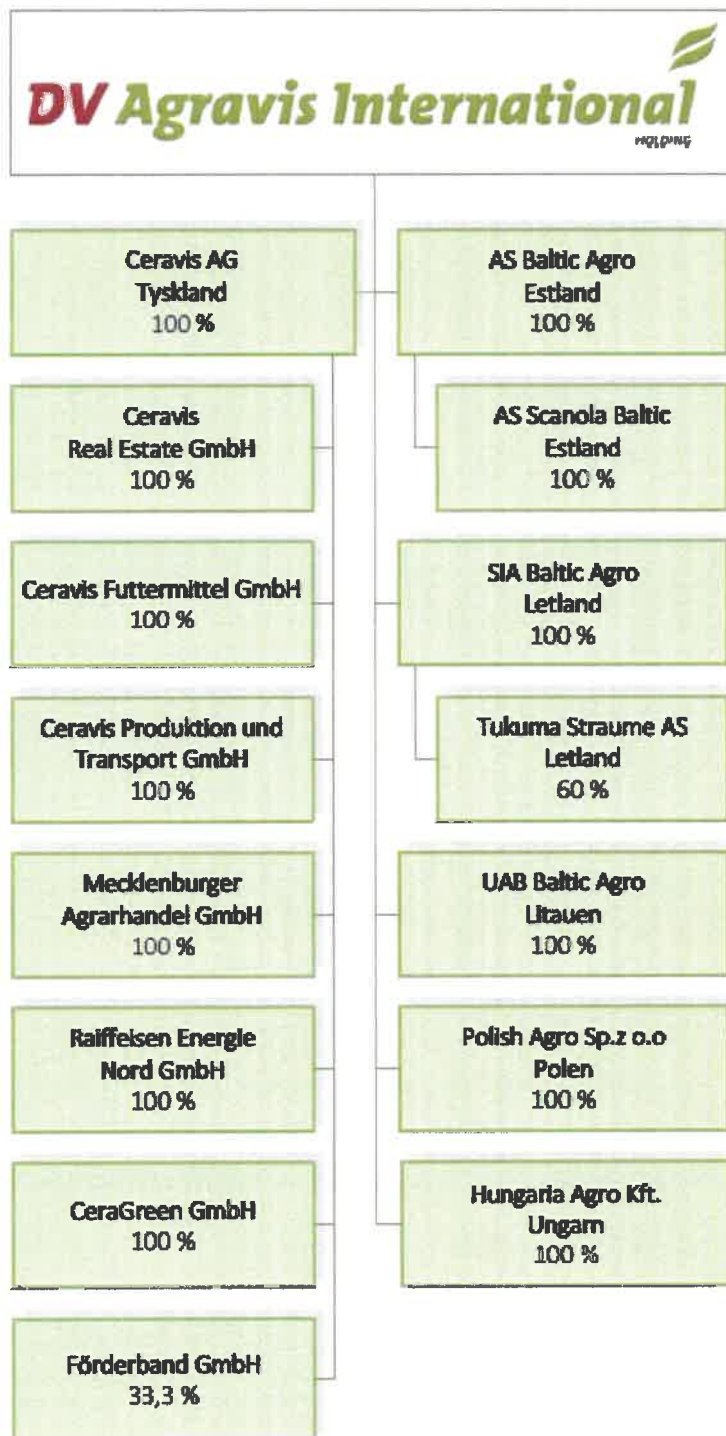 DV Agravis International
HOLDING
Ceravis AG
Tyskland
100 %
Ceravis
Real Estate GmbH
100 %
Ceravis Futtermittel GmbH
100 %
Ceravis Produktion und
Transport GmbH
100 %
Mecklenburger
Agrarhandel GmbH
100 %
Raiffeisen Energie
Nord GmbH
100 %
CeraGreen GmbH
100 %
Förderband GmbH
33,3 %
AS Baltic Agro
Estland
100 %
AS Scanola Baltic
Estland
100 %
SIA Baltic Agro
Letland
100 %
Tukuma Straume AS
Letland
60 %
UAB Baltic Agro
Litauen
100 %
Polish Agro Sp.z o.o
Polen
100 %
Hungaria Agro Kft.
Ungarn
100 %